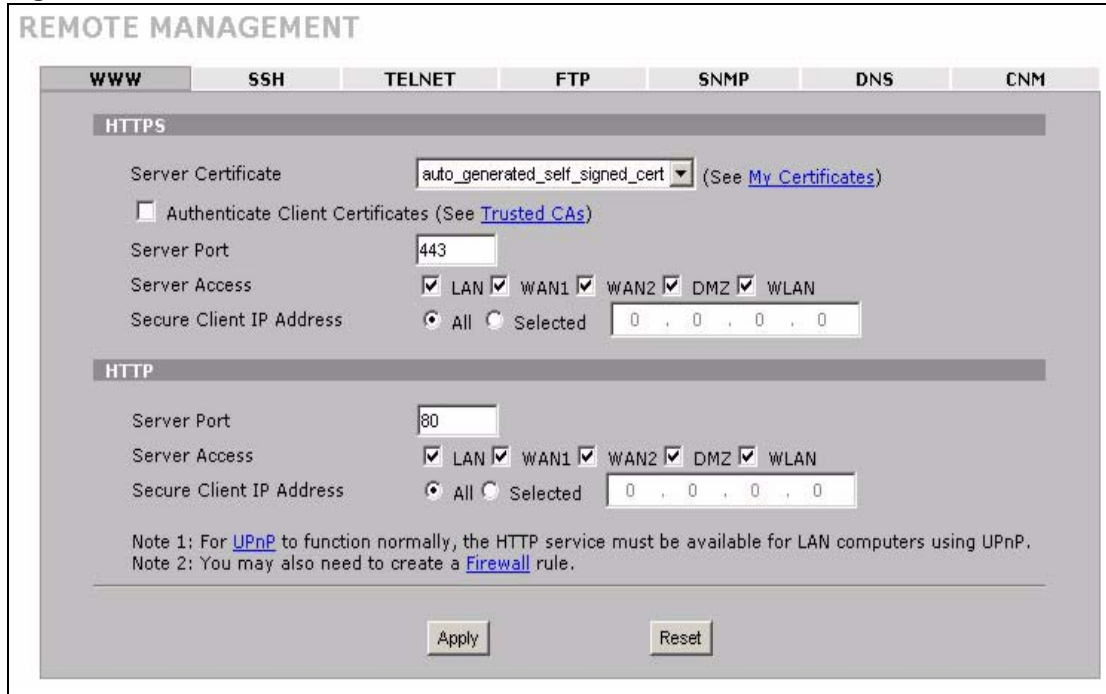 REMOTE MANAGEMENT
WWW SSH TELNET FTP SNMP DNS CNM
HTTPS
Server Certificate auto_generated_self_signed_cert (See My Certificates)
Authenticate Client Certificates (See Trusted CAs)
Server Port 443
Server Access LAN WAN1 WAN2 DMZ WLAN
Secure Client IP Address All Selected 0 . 0 . 0 . 0
HTTP
Server Port 80
Server Access LAN WAN1 WAN2 DMZ WLAN
Secure Client IP Address All Selected 0 . 0 . 0 . 0
Note 1: For UPnP to function normally, the HTTP service must be available for LAN computers using UPnP.
Note 2: You may also need to create a Firewall rule.
Apply Reset